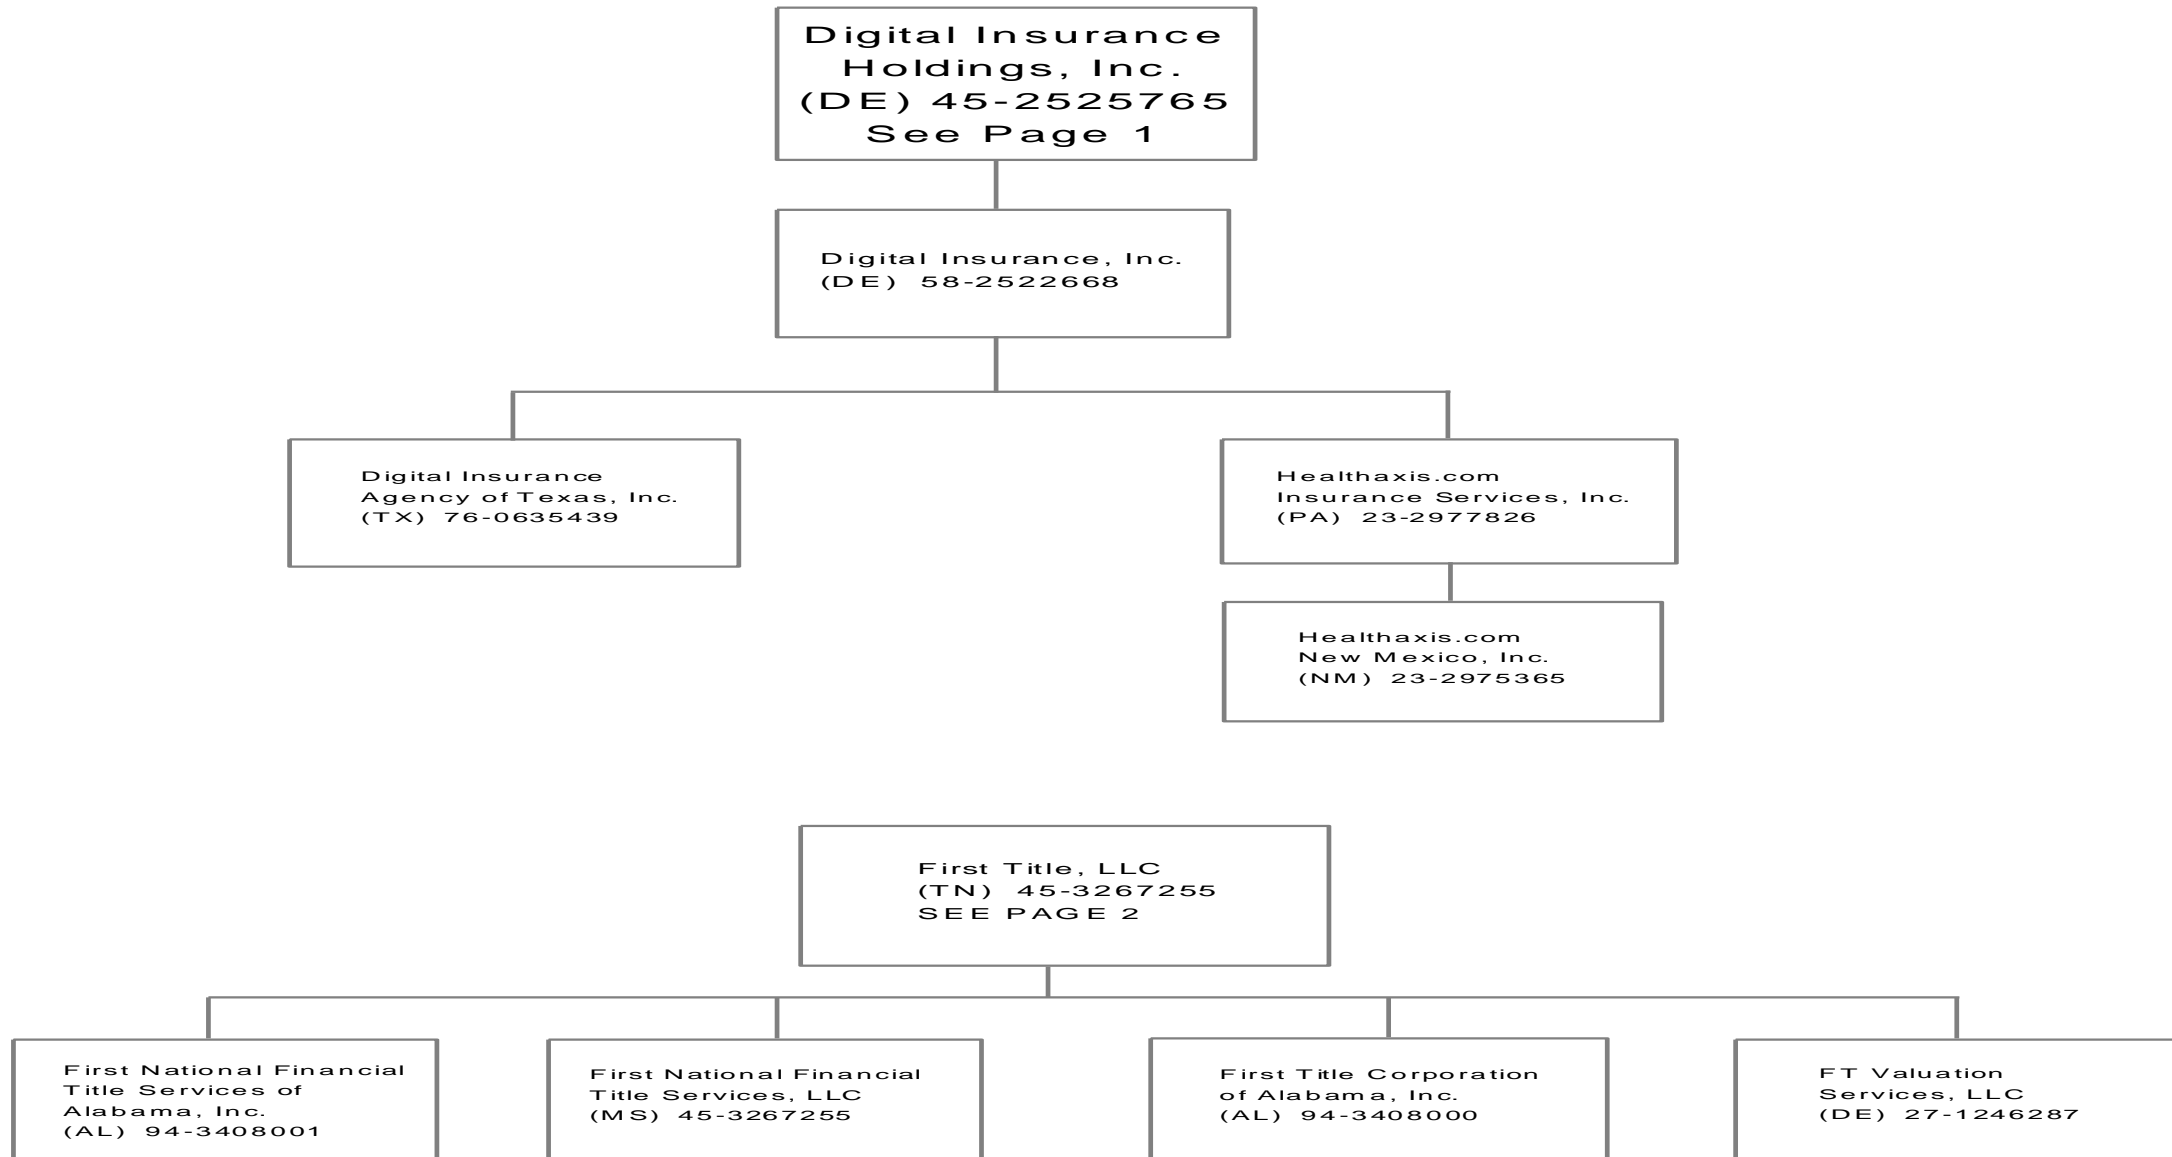 Digital Insurance
Holdings, Inc.
(DE) 45-2525765
See Page 1
Digital Insurance, Inc.
(DE) 58-2522668
Digital Insurance
Agency of Texas, Inc.
(TX) 76-0635439
Healthaxis.com
Insurance Services, Inc.
(PA) 23-2977826
Healthaxis.com
New Mexico, Inc.
(NM) 23-2975365
First Title, LLC
(TN) 45-3267255
SEE PAGE 2
First National Financial
Title Services of
Alabama, Inc.
(AL) 94-3408001
First National Financial
Title Services, LLC
(MS) 45-3267255
First Title Corporation
of Alabama, Inc.
(AL) 94-3408000
FT Valuation
Services, LLC
(DE) 27-1246287